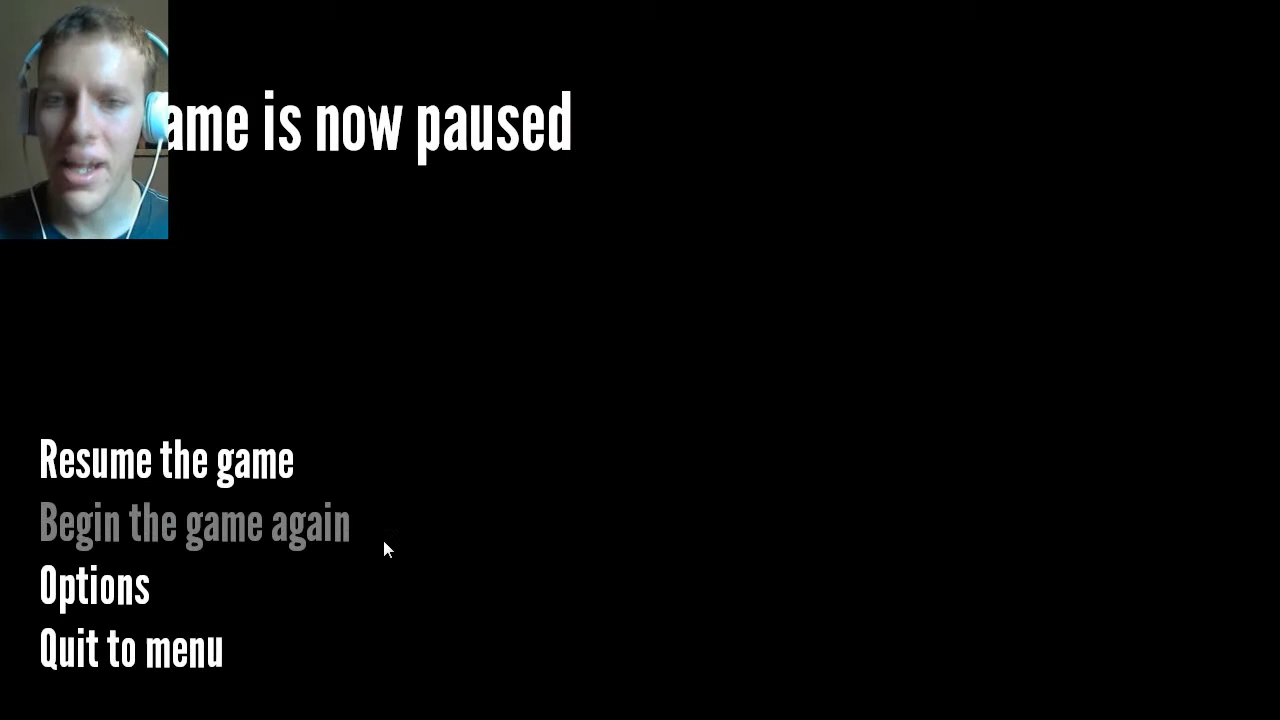 ame is now paused
Resume the game
Begin the game again
Options
Quit to menu